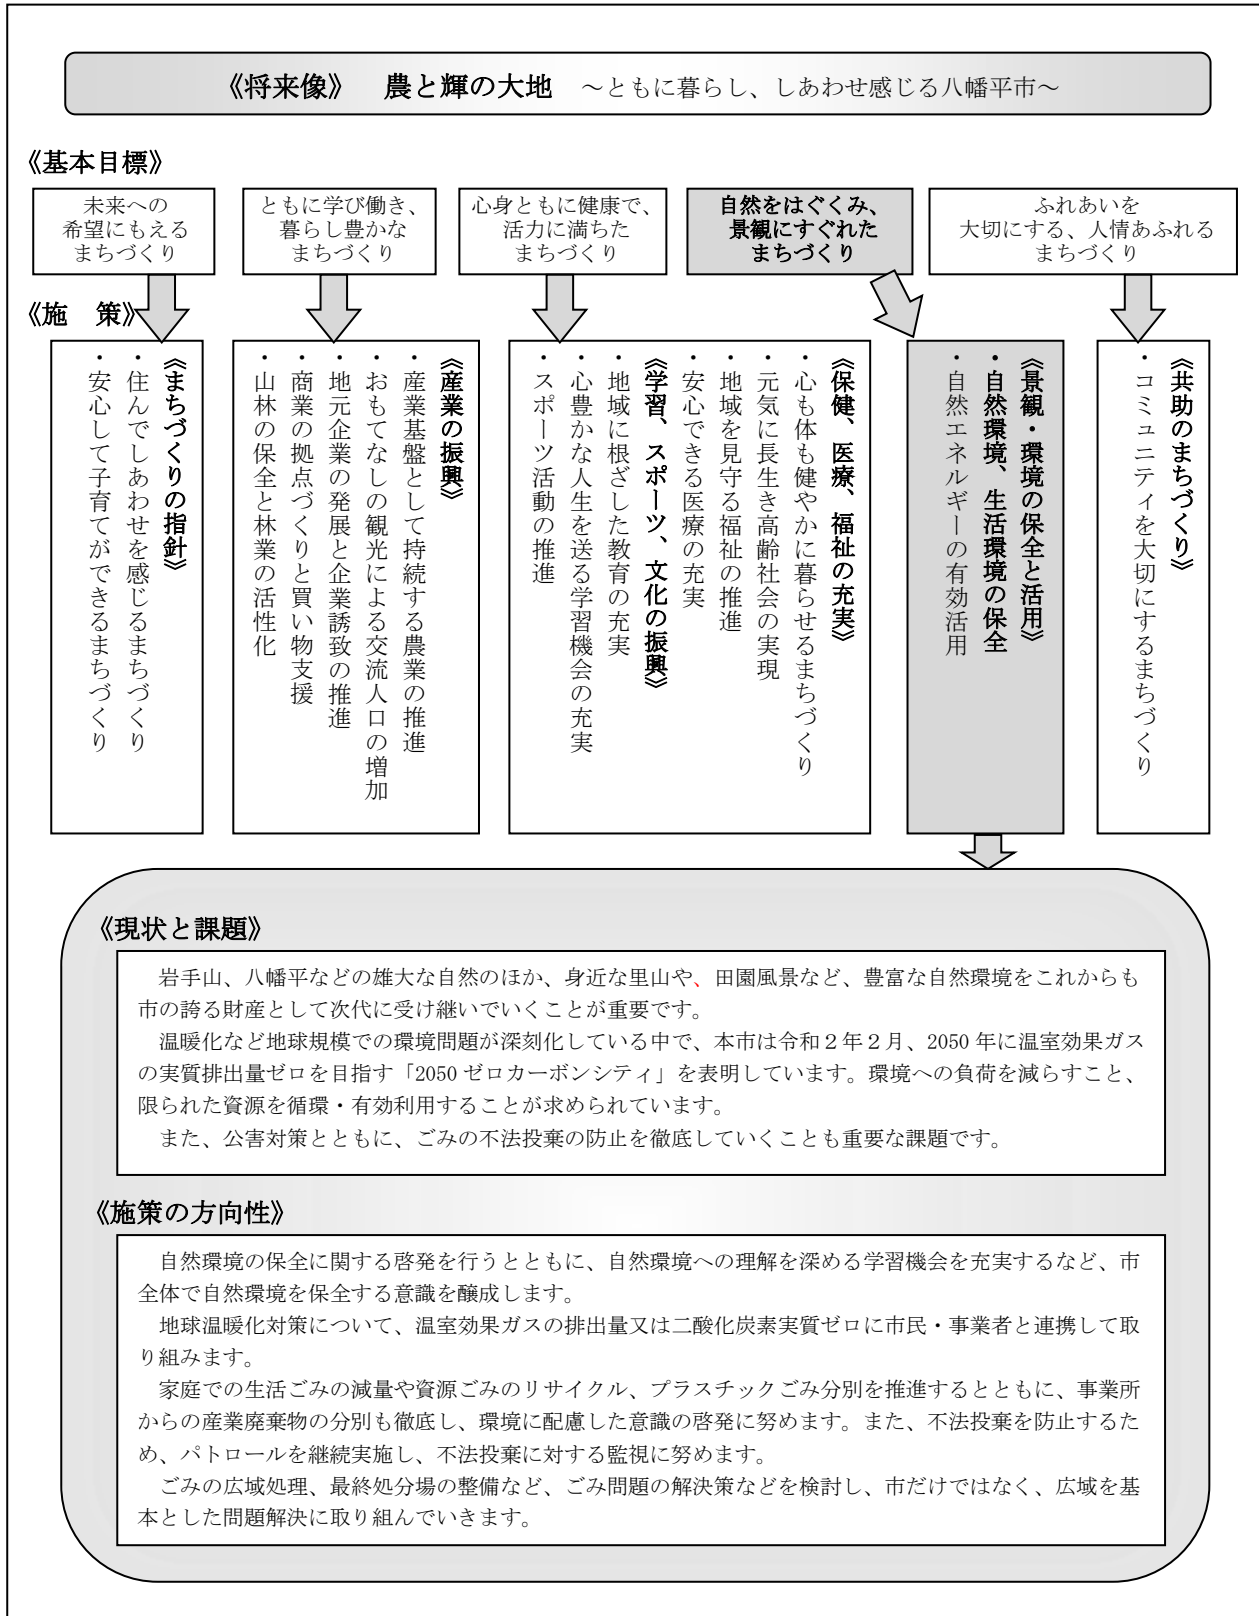 《将来像》 農と輝の大地 ～ともに暮らし、しあわせ感じる八幡平市～
《基本目標》
未来への
希望にもえる
まちづくり
ともに学び働き、
暮らし豊かな
まちづくり
心身ともに健康で、
活力に満ちた
まちづくり
自然をはぐくみ、
景観にすぐれた
まちづくり
ふれあいを
大切にする、人情あふれる
まちづくり
《施 策》
《まちづくりの指針》
・住んでしあわせを感じるまちづくり
・安心して子育てができるまちづくり
《産業の振興》
・産業基盤として持続する農業の推進
・おもてなしの観光による交流人口の増加
・地元企業の発展と企業誘致の推進
・商業の拠点づくりと買い物支援
・山林の保全と林業の活性化
《保健、医療、福祉の充実》
・心も体も健やかに暮らせるまちづくり
・元気に長生き高齢社会の実現
・地域を見守る福祉の推進
・安心できる医療の充実
《学習、スポーツ、文化の振興》
・地域に根ざした教育の充実
・心豊かな人生を送る学習機会の充実
・スポーツ活動の推進
《景観・環境の保全と活用》
・自然環境、生活環境の保全
・自然エネルギーの有効活用
《共助のまちづくり》
・コミュニティを大切にするまちづくり
《現状と課題》
岩手山、八幡平などの雄大な自然のほか、身近な里山や、田園風景など、豊富な自然環境をこれからも
市の誇る財産として次代に受け継いでいくことが重要です。
温暖化など地球規模での環境問題が深刻化している中で、本市は令和２年２月、2050 年に温室効果ガス
の実質排出量ゼロを目指す「2050 ゼロカーボンシティ」を表明しています。環境への負荷を減らすこと、
限られた資源を循環・有効利用することが求められています。
また、公害対策とともに、ごみの不法投棄の防止を徹底していくことも重要な課題です。
《施策の方向性》
自然環境の保全に関する啓発を行うとともに、自然環境への理解を深める学習機会を充実するなど、市
全体で自然環境を保全する意識を醸成します。
地球温暖化対策について、温室効果ガスの排出量又は二酸化炭素実質ゼロに市民・事業者と連携して取
り組みます。
家庭での生活ごみの減量や資源ごみのリサイクル、プラスチックごみ分別を推進するとともに、事業所
からの産業廃棄物の分別も徹底し、環境に配慮した意識の啓発に努めます。また、不法投棄を防止するた
め、パトロールを継続実施し、不法投棄に対する監視に努めます。
ごみの広域処理、最終処分場の整備など、ごみ問題の解決策などを検討し、市だけではなく、広域を基
本とした問題解決に取り組んでいきます。